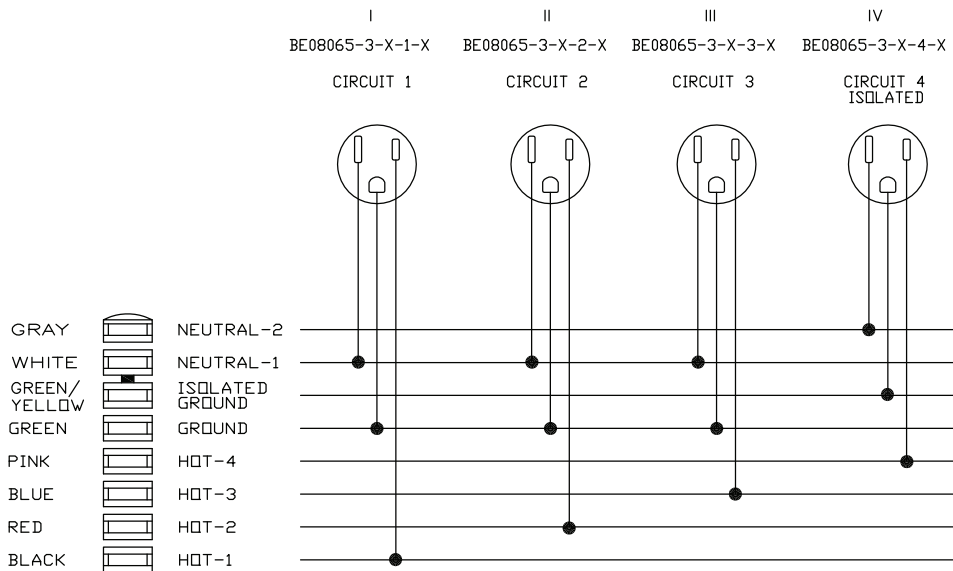 I II III IV
BE08065-3-X-1-X BE08065-3-X-2-X BE08065-3-X-3-X BE08065-3-X-4-X
CIRCUIT 1 CIRCUIT 2 CIRCUIT 3 CIRCUIT 4
ISOLATED
GRAY NEUTRAL-2
WHITE NEUTRAL-1
GREEN/ ISOLATED
YELLOW GROUND
GREEN GROUND
PINK HOT-4
BLUE HOT-3
RED HOT-2
BLACK HOT-1